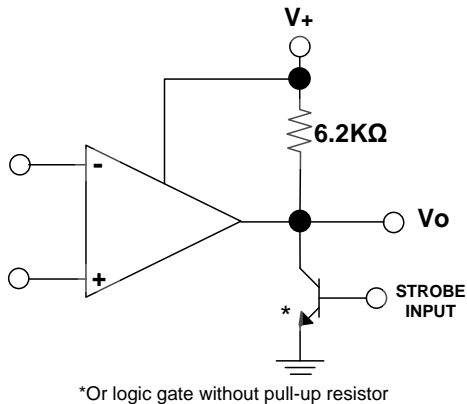 V+
6.2KΩ
-
Vo
+
STROBE
INPUT
*
*Or logic gate without pull-up resistor